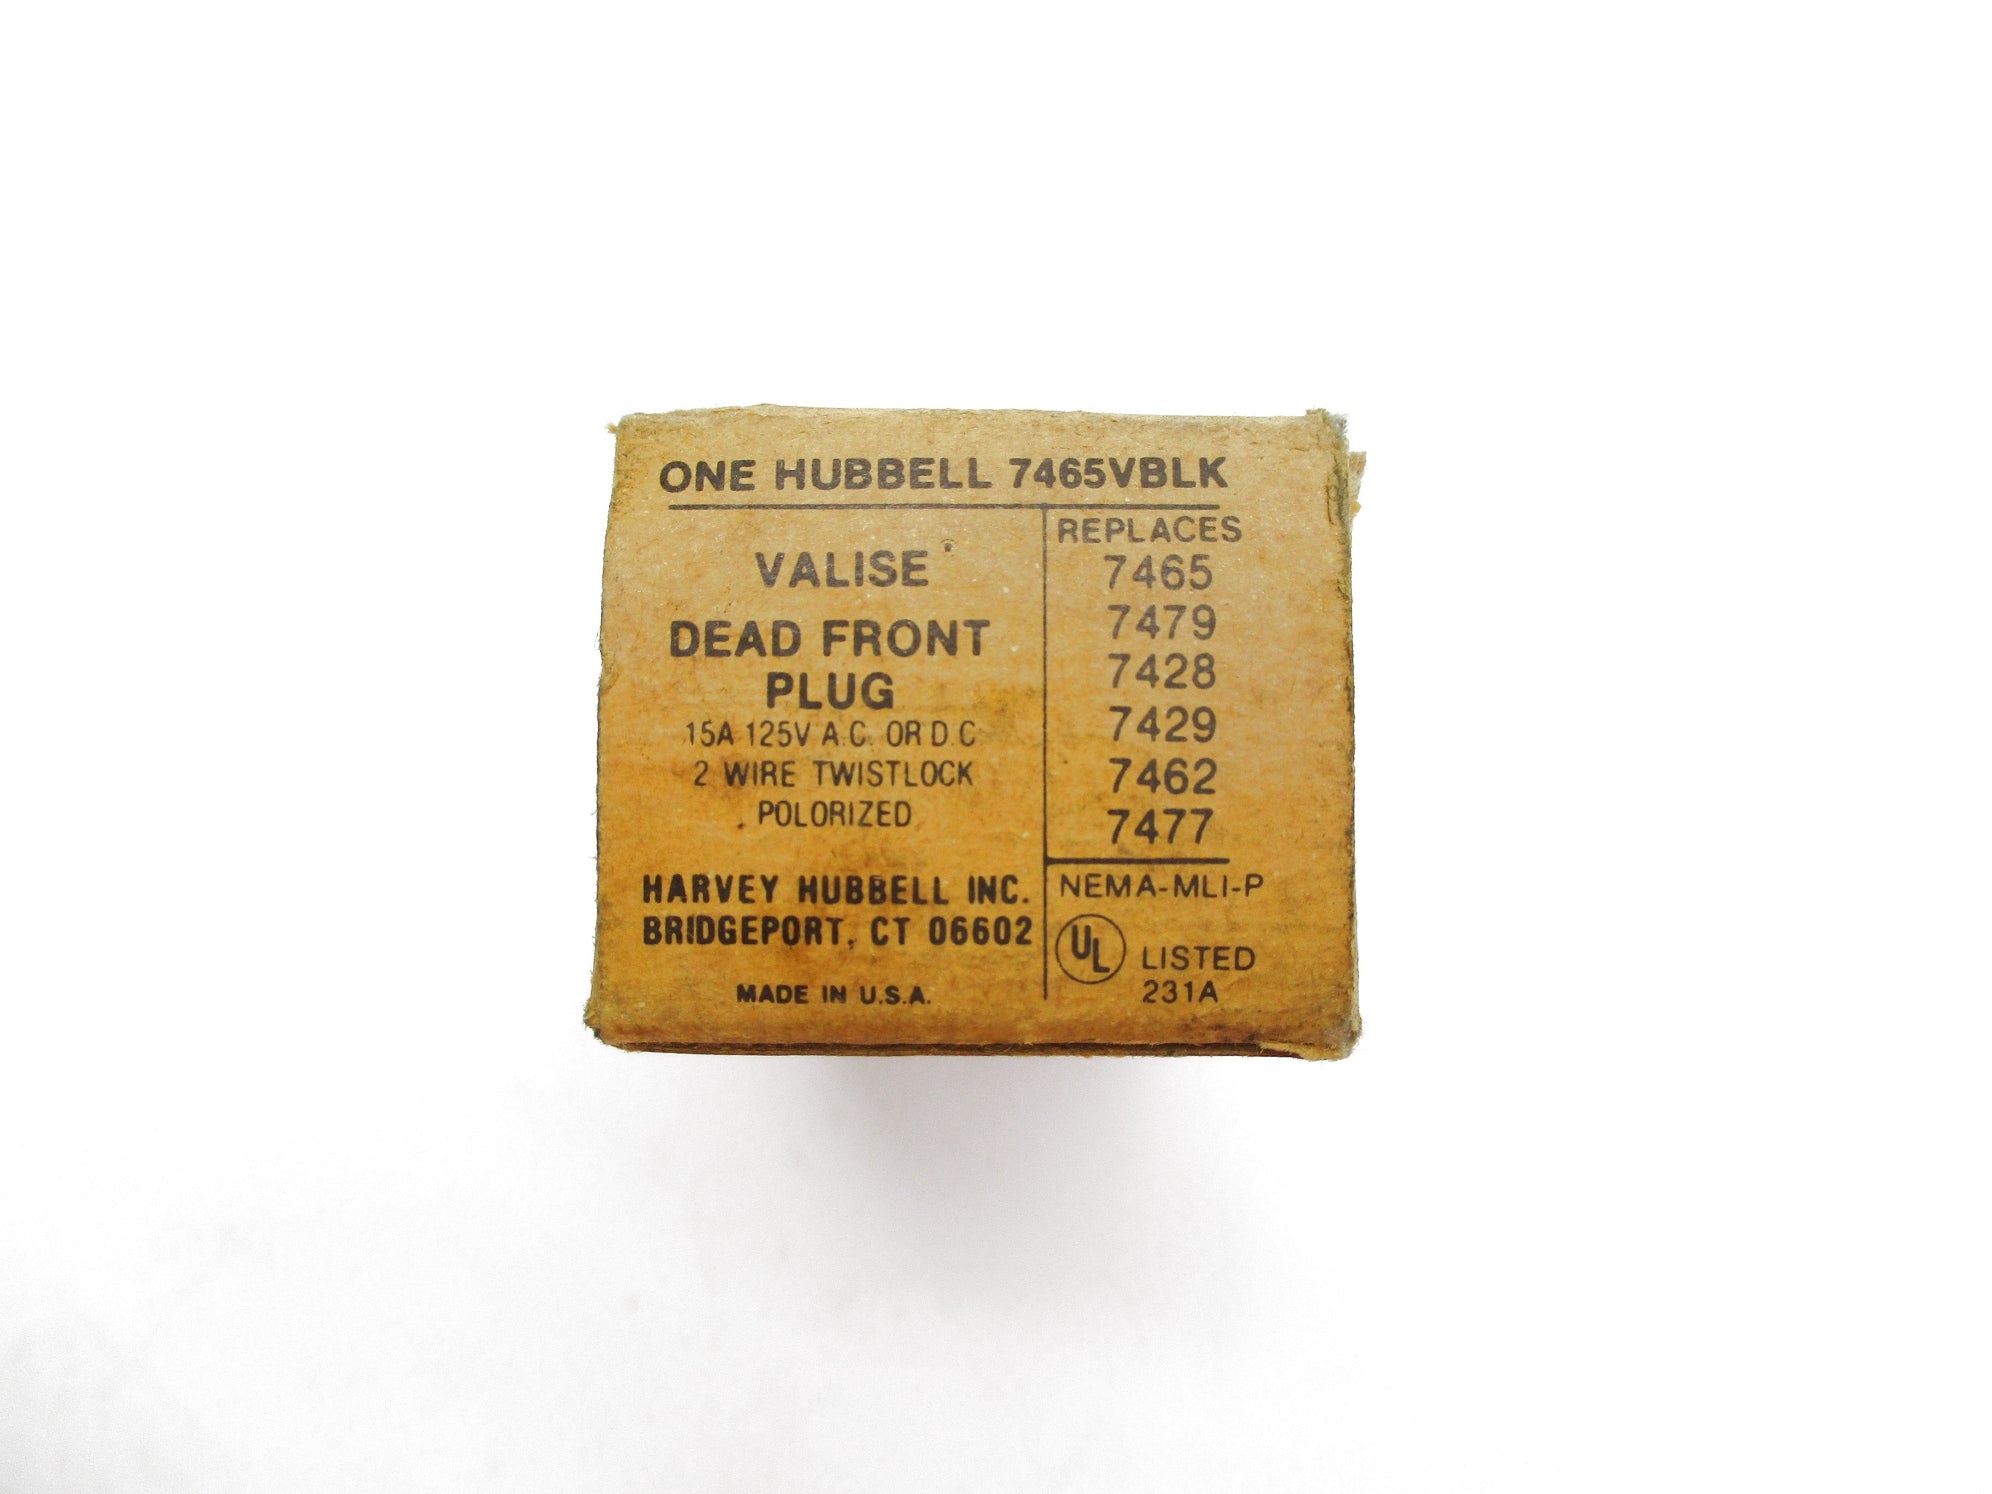 ONE HUBBELL 7465VBLK
VALISE
DEAD FRONT
PLUG
15A 125V A.C. OR D.C
2 WIRE TWISTLOCK
POLORIZED
HARVEY HUBBELL INC.
BRIDGEPORT, CT 06602
MADE IN U.S.A.
REPLACES
7465
7479
7428
7429
7462
7477
NEMA-MLI-P
UL LISTED
231A